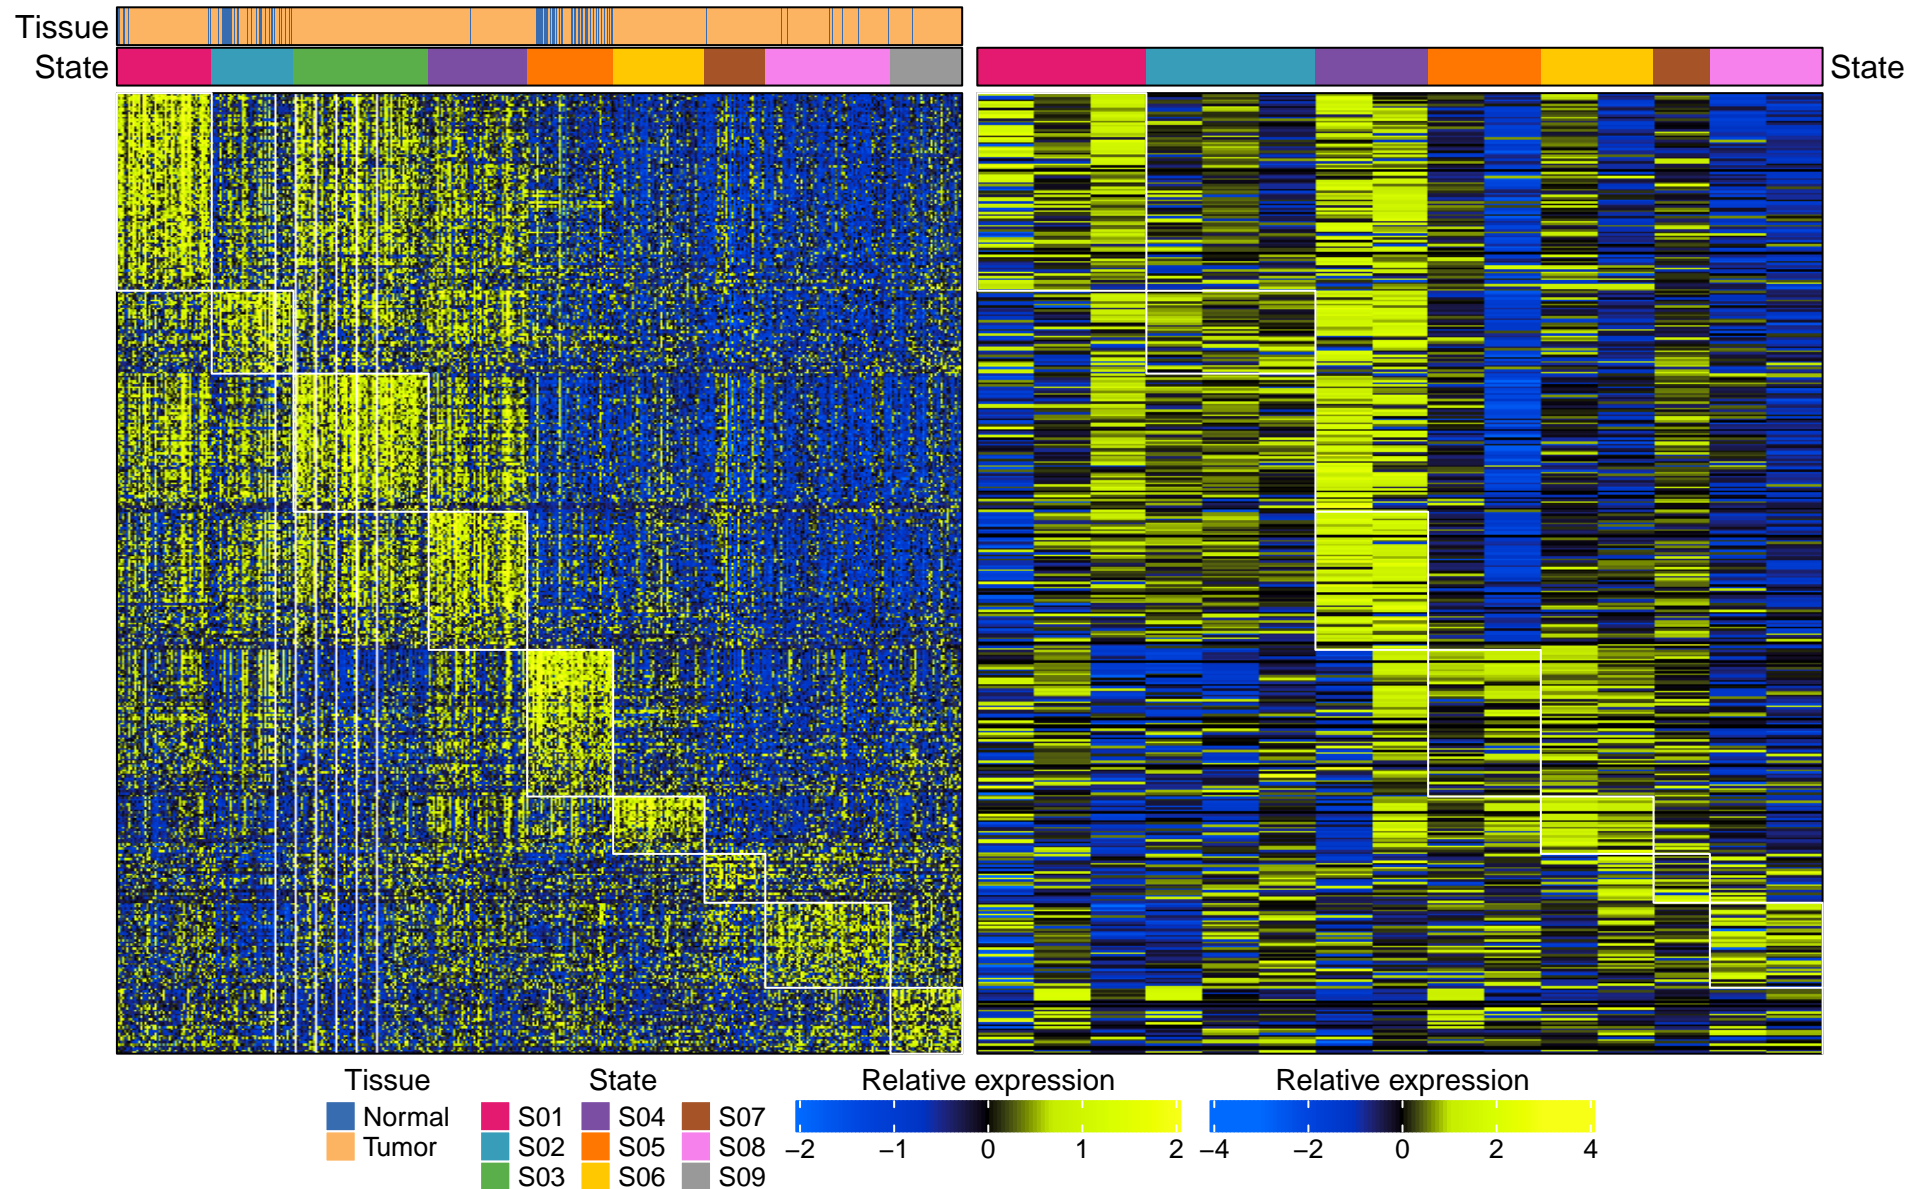 Tissue
State
State
Tissue
Normal
Tumor
State
S01 S04 S07
S02 S05 S08
S03 S06 S09
Relative expression
−2 −1 0 1 2
Relative expression
−4 −2 0 2 4